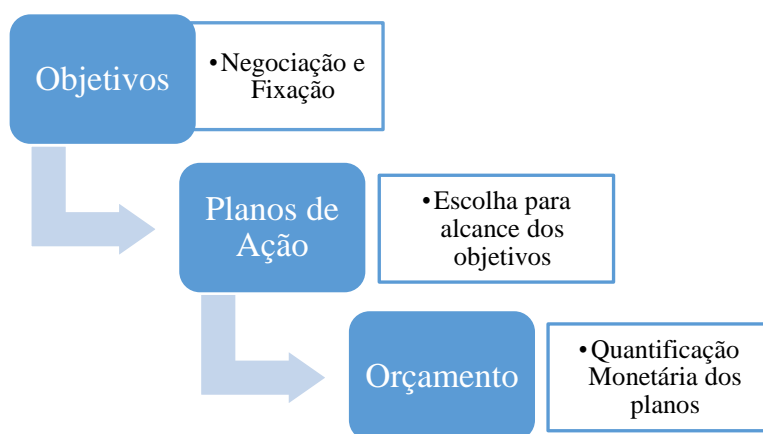 Objetivos
•Negociação e
Fixação
Planos de
Ação
•Escolha para
alcance dos
objetivos
Orçamento
•Quantificação
Monetária dos
planos